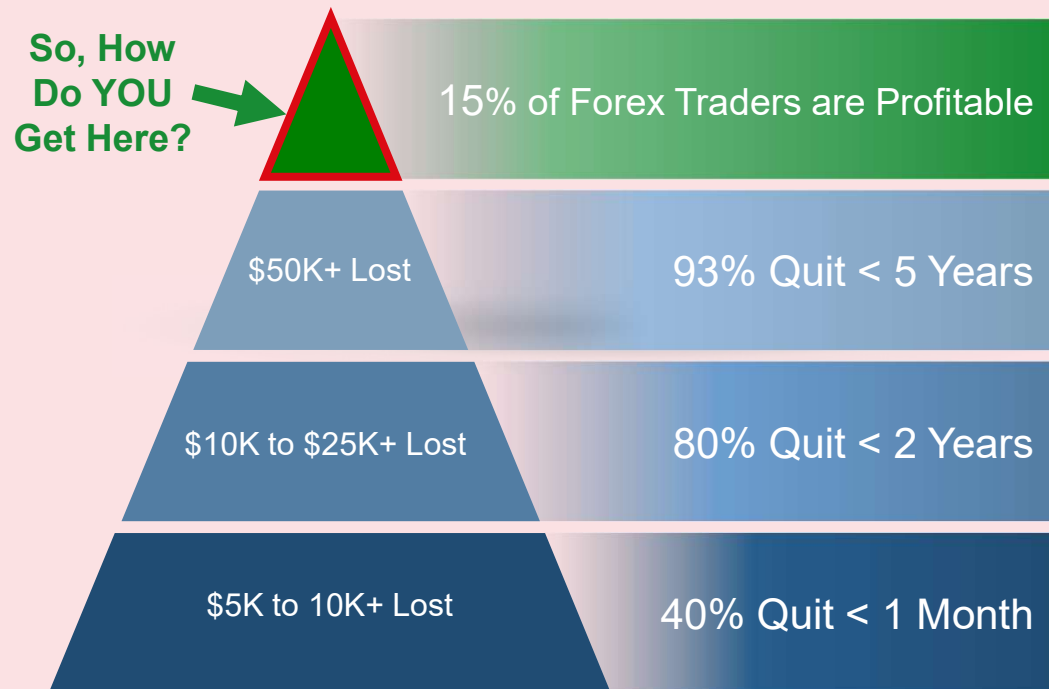 So, How
Do YOU
Get Here?
15% of Forex Traders are Profitable
$50K+ Lost
93% Quit < 5 Years
$10K to $25K+ Lost
80% Quit < 2 Years
$5K to 10K+ Lost
40% Quit < 1 Month